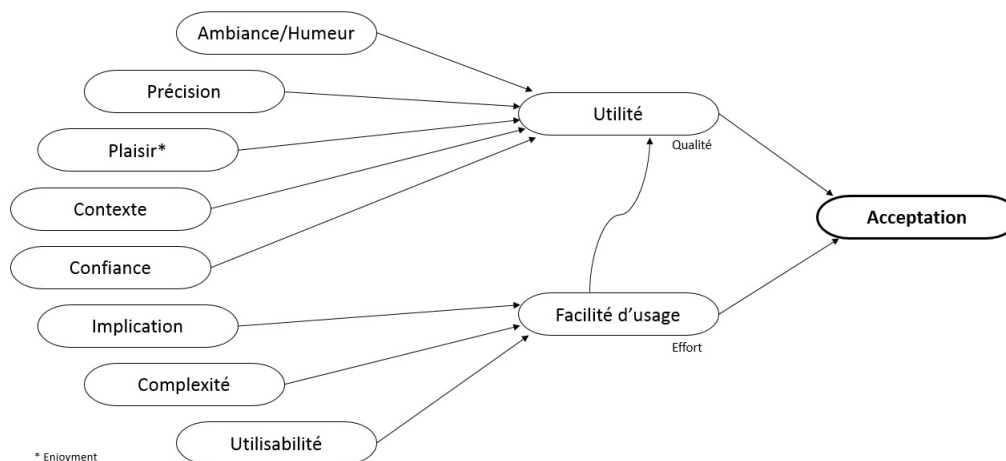 Ambiance/Humeur
Précision
Utilité
Plaisir*
Qualité
Contexte
Acceptation
Confiance
Facilité d'usage
Implication
Effort
Complexité
Utilisabilité
* Enjoyment